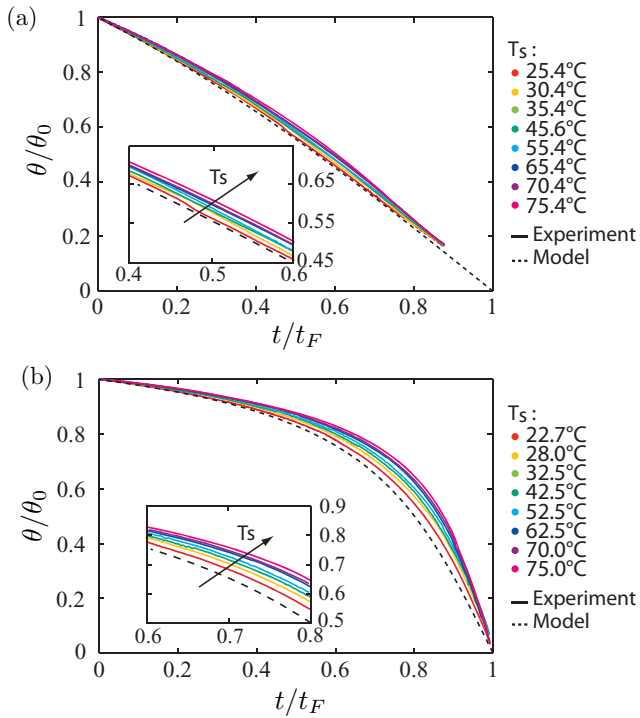 (a)
1
0.8
0.6
0.4
0.2
0
θ/θ0
0 0.2 0.4 0.6 0.8 1
t/tF
Ts
0.65
0.55
0.45
0.4 0.5 0.6
Ts :
25.4°C
30.4°C
35.4°C
45.6°C
55.4°C
65.4°C
70.4°C
75.4°C
Experiment
Model
(b)
1
0.8
0.6
0.4
0.2
0
θ/θ0
0 0.2 0.4 0.6 0.8 1
t/tF
Ts
0.9
0.8
0.7
0.6
0.5
0.6 0.7 0.8
Ts :
22.7°C
28.0°C
32.5°C
42.5°C
52.5°C
62.5°C
70.0°C
75.0°C
Experiment
Model